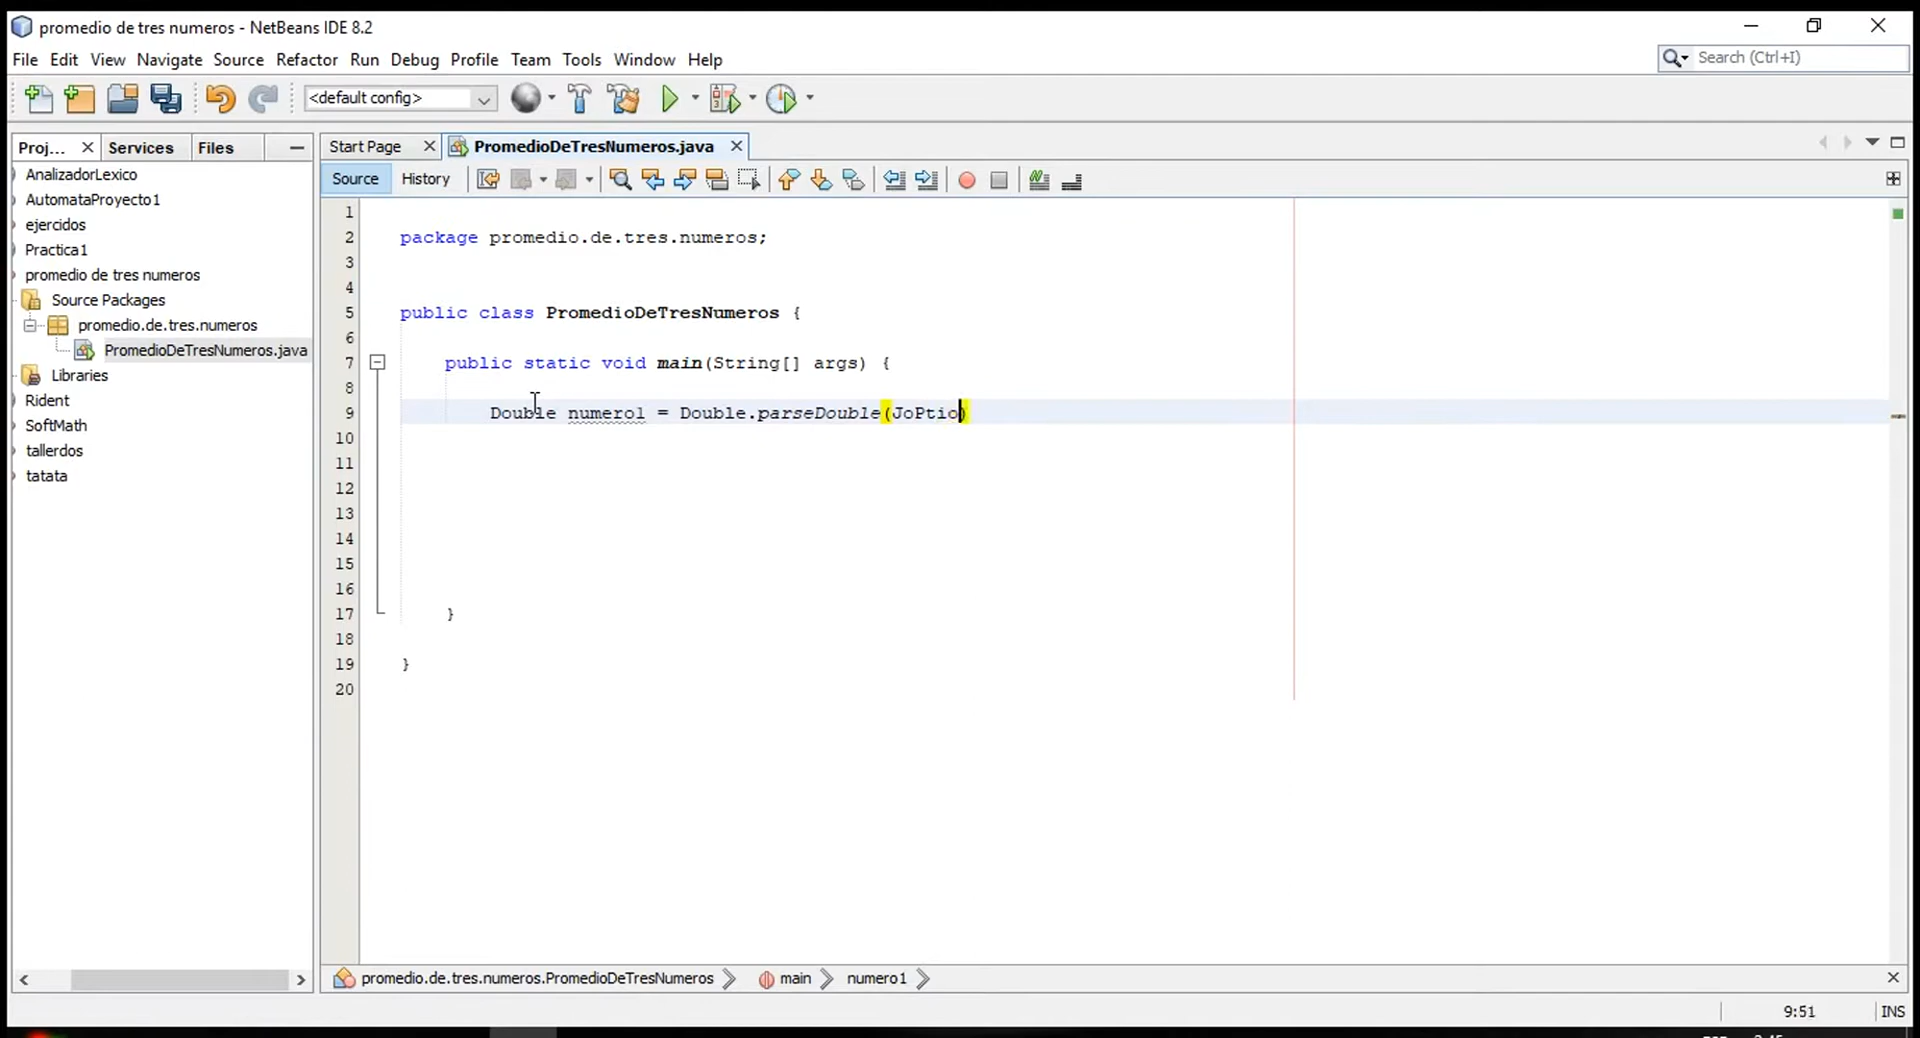 promedio de tres numeros - NetBeans IDE 8.2
File Edit View Navigate Source Refactor Run Debug Profile Team Tools Window Help
Search (Ctrl+I)
<default config>
Proj... Services Files
Start Page PromedioDeTresNumeros.java
Source History
AnalizadorLexico
AutomataProyecto1
ejercidos
Practica1
promedio de tres numeros
Source Packages
promedio.de.tres.numeros
PromedioDeTresNumeros.java
Libraries
Rident
SoftMath
tallerdos
tatata
1
2 package promedio.de.tres.numeros;
3
4
5 public class PromedioDeTresNumeros {
6
7 public static void main(String[] args) {
8
9 Double numero1 = Double.parseDouble(JoPtio)
10
11
12
13
14
15
16
17 }
18
19 }
20
promedio.de.tres.numeros.PromedioDeTresNumeros main numero1
9:51 INS